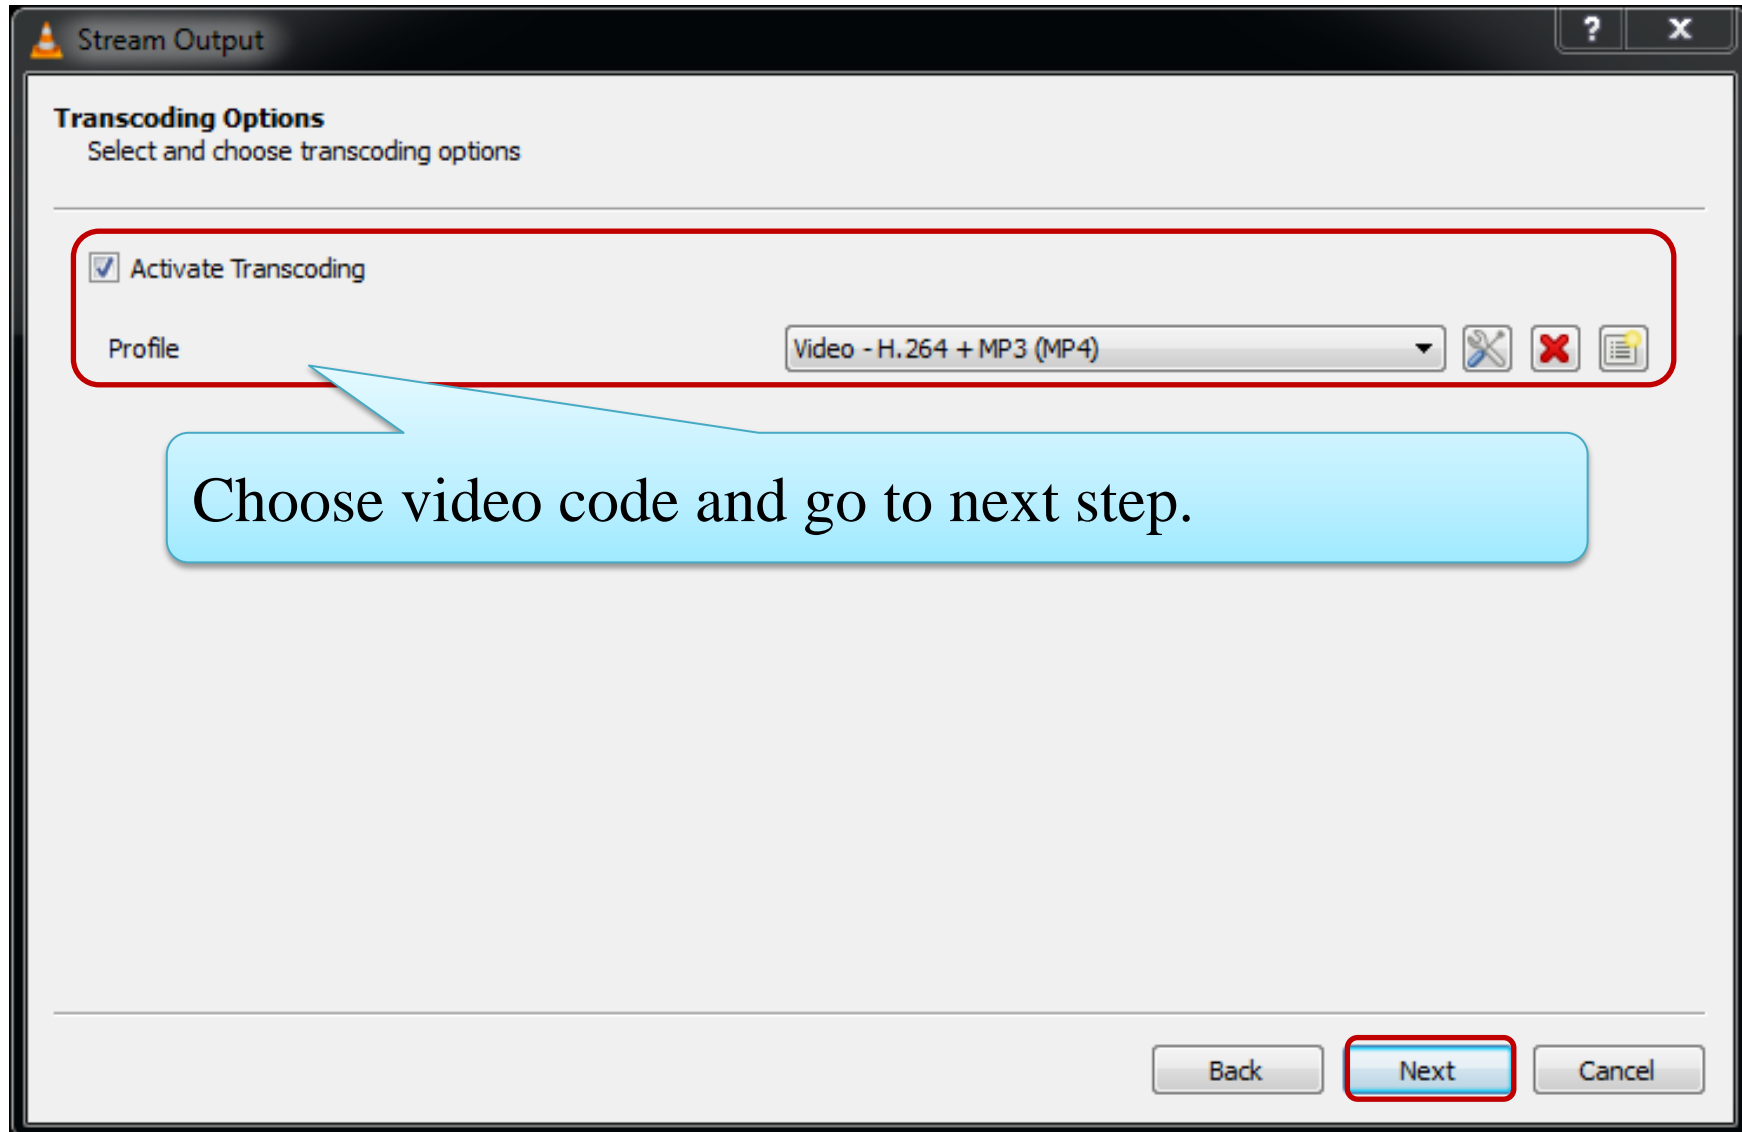 Stream Output
? x
Transcoding Options
Select and choose transcoding options
Activate Transcoding
Profile
Video - H.264 + MP3 (MP4)
Choose video code and go to next step.
Back Next Cancel